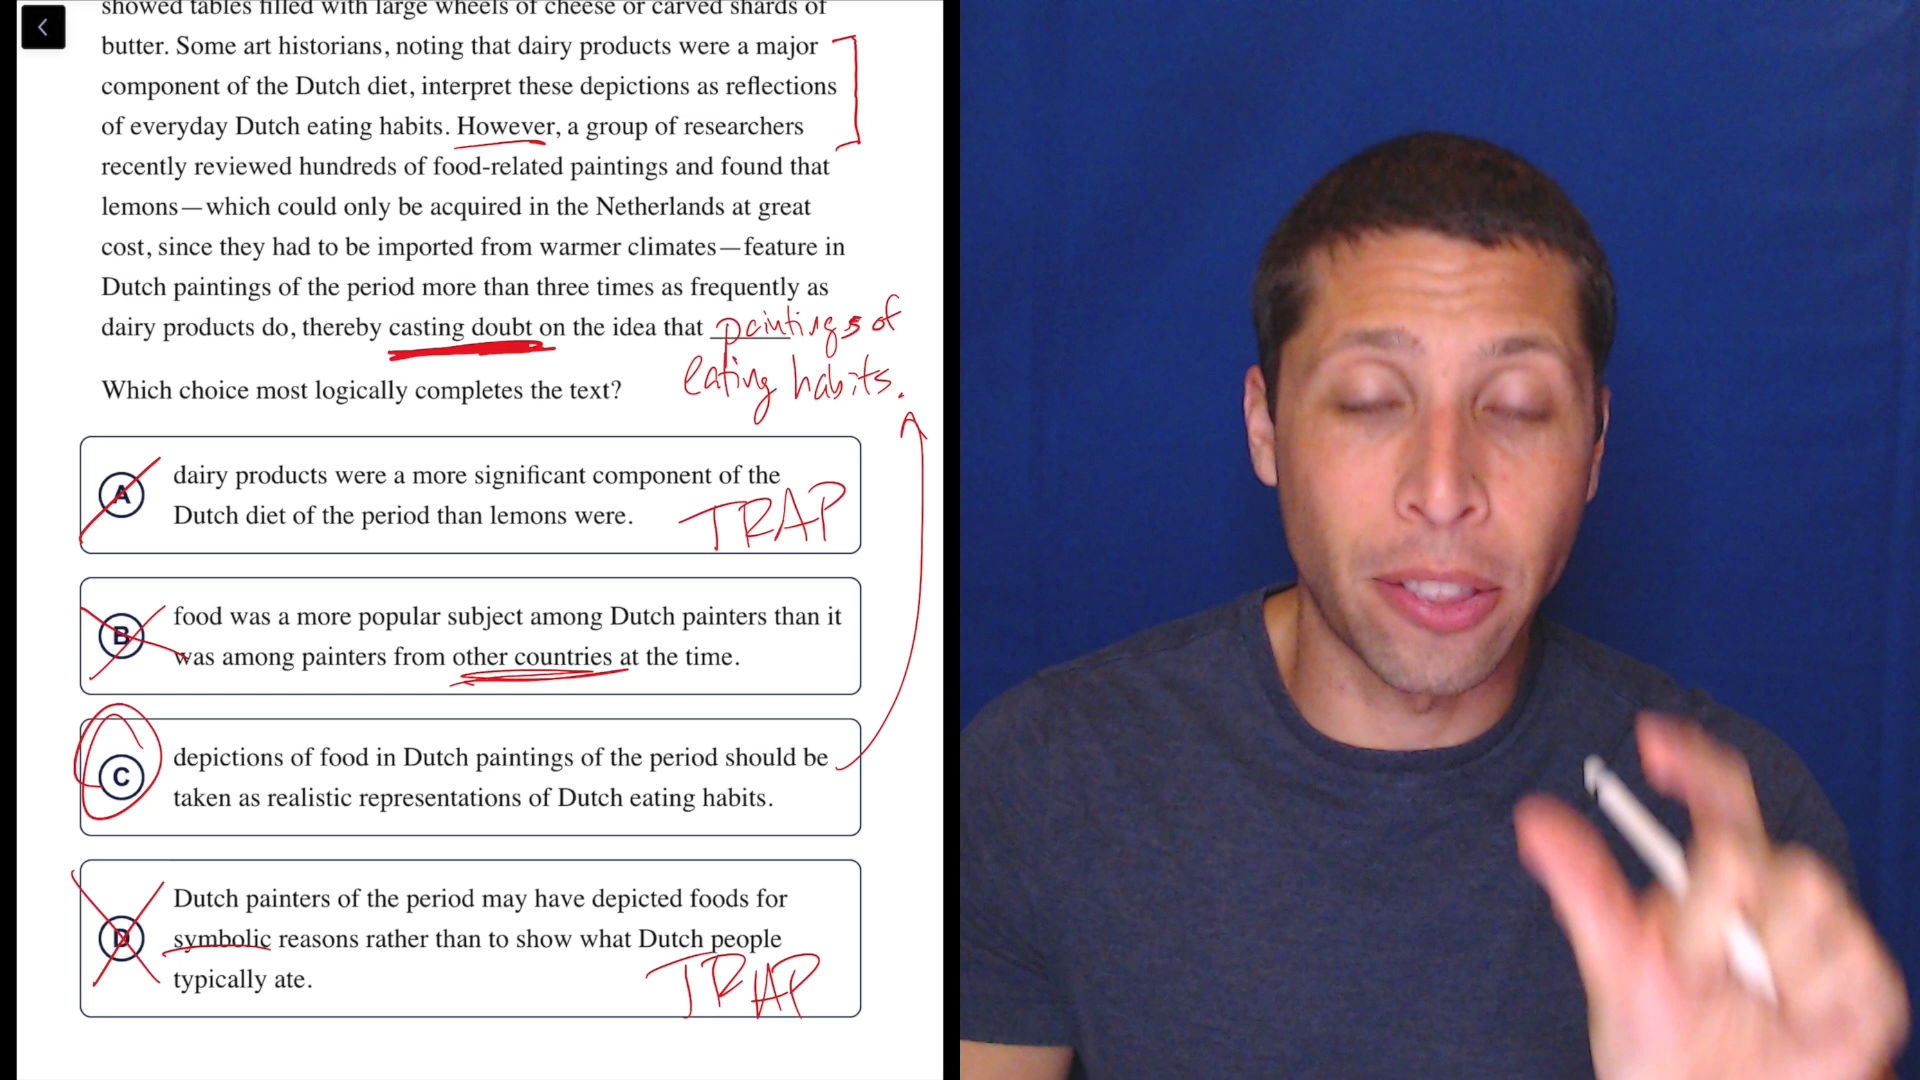 showed tables filled with large wheels of cheese or carved shards of
butter. Some art historians, noting that dairy products were a major
component of the Dutch diet, interpret these depictions as reflections
of everyday Dutch eating habits. However, a group of researchers
recently reviewed hundreds of food-related paintings and found that
lemons—which could only be acquired in the Netherlands at great
cost, since they had to be imported from warmer climates—feature in
Dutch paintings of the period more than three times as frequently as
dairy products do, thereby casting doubt on the idea that paintings of
eating habits.
Which choice most logically completes the text?
A
dairy products were a more significant component of the
Dutch diet of the period than lemons were.
TRAP
B
food was a more popular subject among Dutch painters than it
was among painters from other countries at the time.
C
depictions of food in Dutch paintings of the period should be
taken as realistic representations of Dutch eating habits.
D
Dutch painters of the period may have depicted foods for
symbolic reasons rather than to show what Dutch people
typically ate.
TRAP